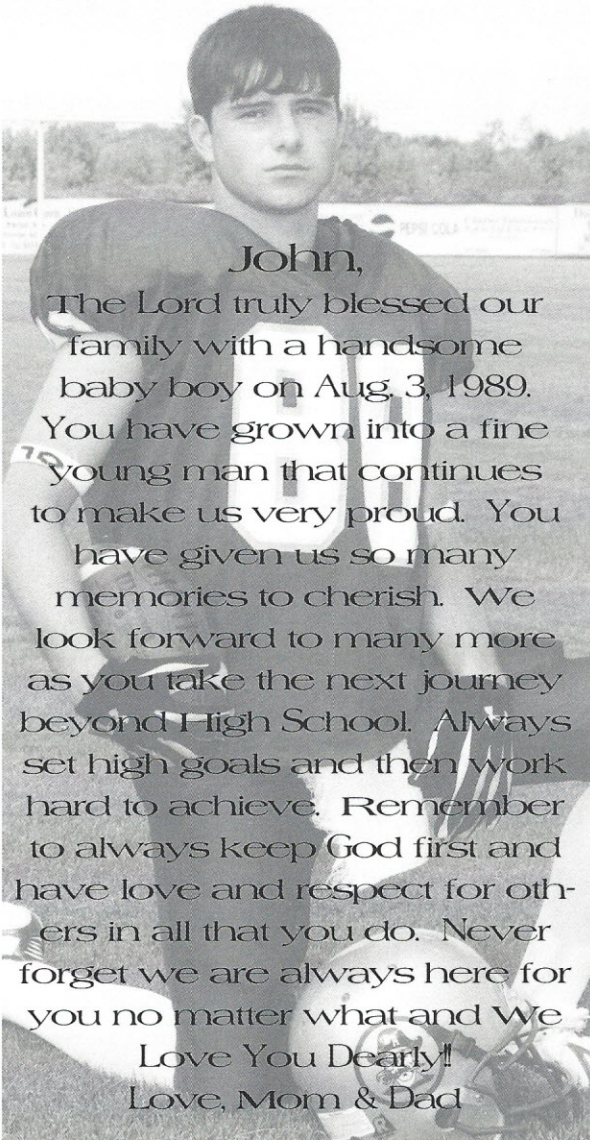 PEPSI COLA
John,
The Lord truly blessed our
family with a handsome
baby boy on Aug. 3, 1989.
You have grown into a fine
young man that continues
to make us very proud. You
have given us so many
memories to cherish. We
look forward to many more
as you take the next journey
beyond High School. Always
set high goals and then work
hard to achieve. Remember
to always keep God first and
have love and respect for oth-
ers in all that you do. Never
forget we are always here for
you no matter what and We
Love You Dearly!!
Love, Mom & Dad